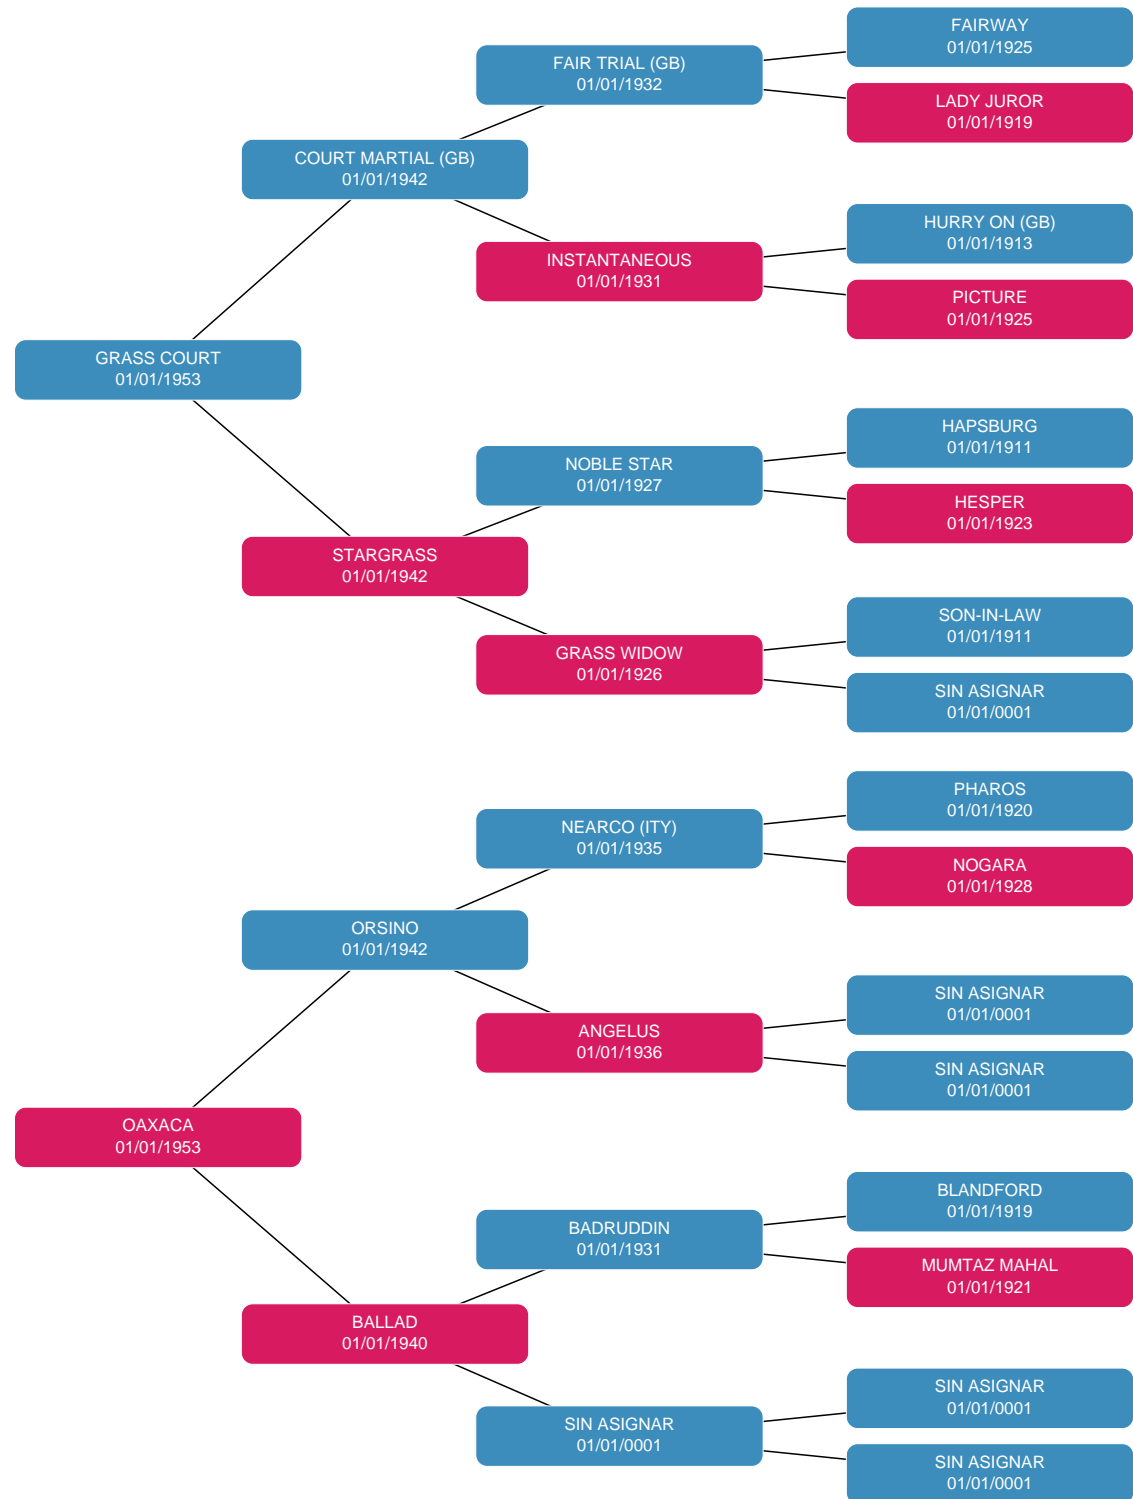 FAIRWAY
01/01/1925
FAIR TRIAL (GB)
01/01/1932
LADY JUROR
01/01/1919
COURT MARTIAL (GB)
01/01/1942
HURRY ON (GB)
01/01/1913
INSTANTANEOUS
01/01/1931
PICTURE
01/01/1925
GRASS COURT
01/01/1953
HAPSBURG
01/01/1911
NOBLE STAR
01/01/1927
HESPER
01/01/1923
STARGRASS
01/01/1942
SON-IN-LAW
01/01/1911
GRASS WIDOW
01/01/1926
SIN ASIGNAR
01/01/0001
PHAROS
01/01/1920
NEARCO (ITY)
01/01/1935
NOGARA
01/01/1928
ORSINO
01/01/1942
SIN ASIGNAR
01/01/0001
ANGELUS
01/01/1936
SIN ASIGNAR
01/01/0001
OAXACA
01/01/1953
BLANDFORD
01/01/1919
BADRUDDIN
01/01/1931
MUMTAZ MAHAL
01/01/1921
BALLAD
01/01/1940
SIN ASIGNAR
01/01/0001
SIN ASIGNAR
01/01/0001
SIN ASIGNAR
01/01/0001